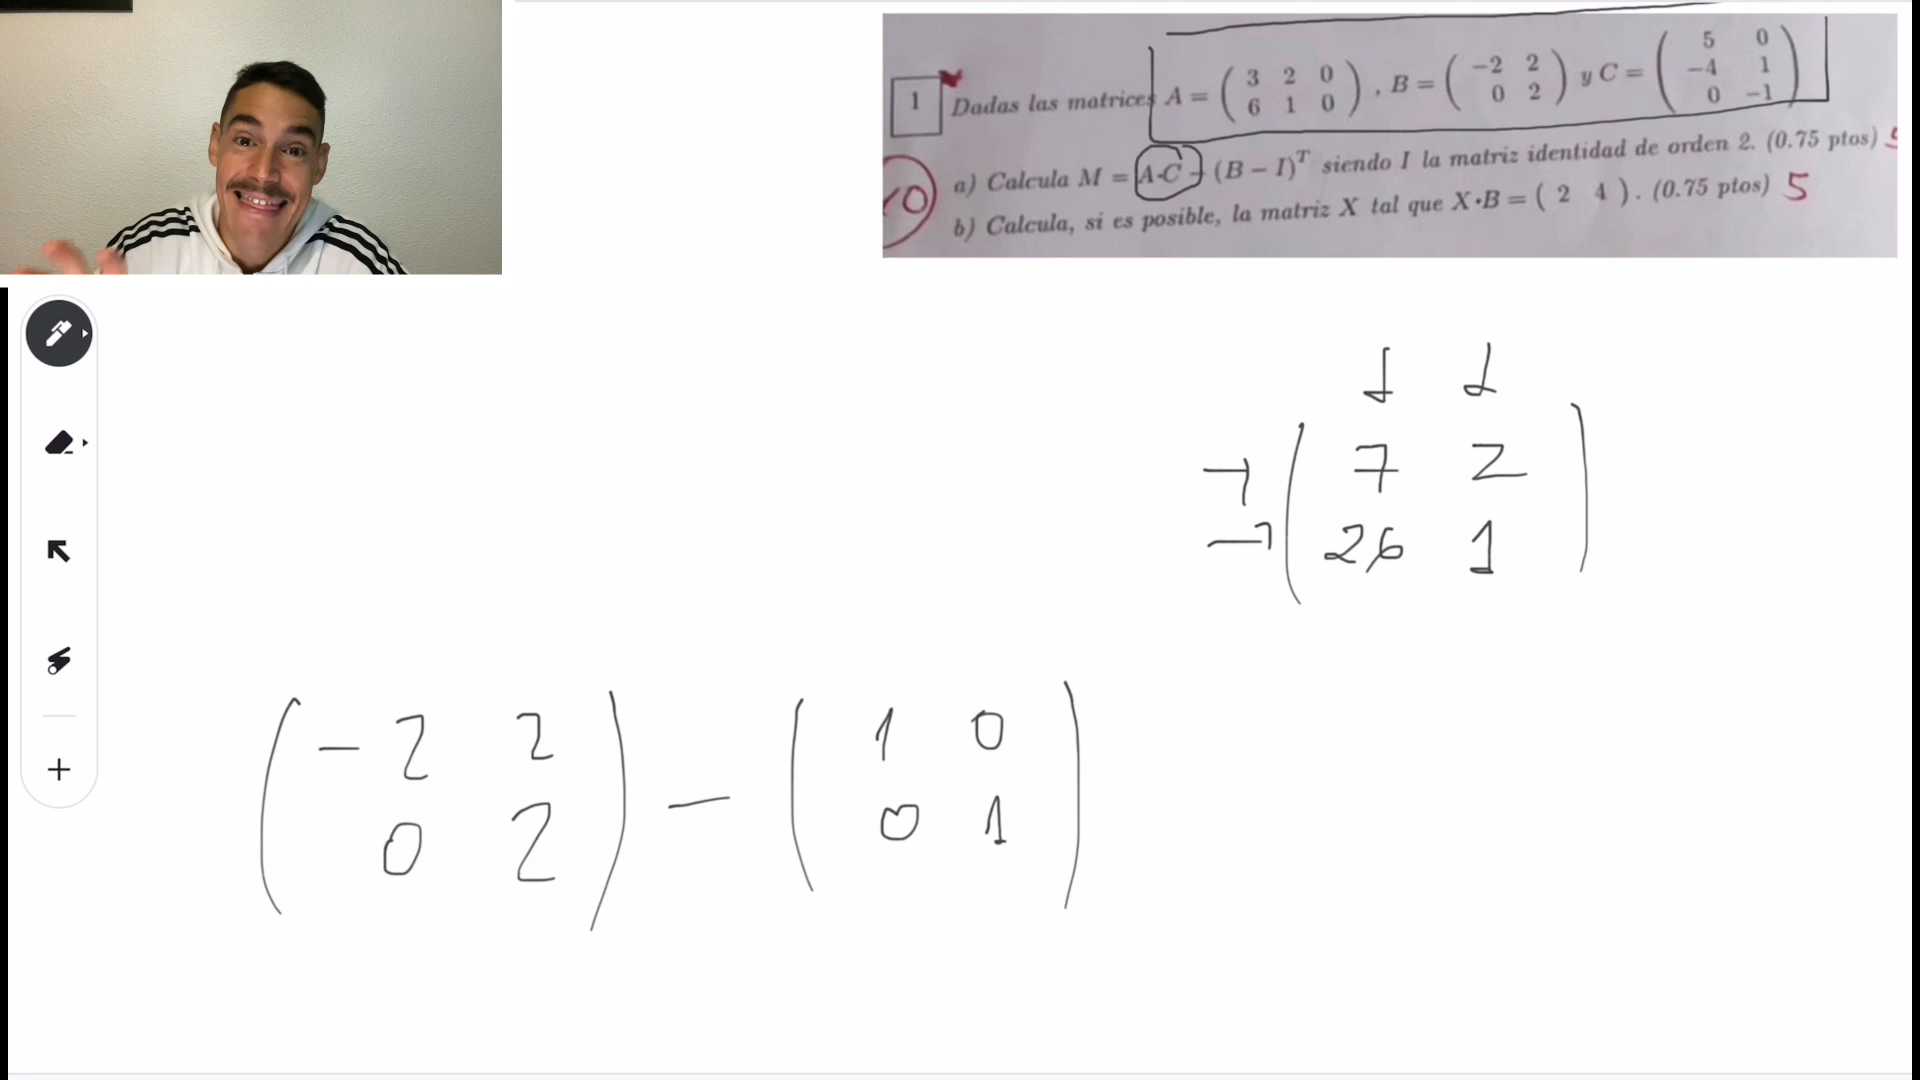 1 Dadas las matrices A = ( 3 2 0 ) , B = ( -2 2 ) y C = ( 5 0
6 1 0 0 2 -4 1
0 -1 )
a) Calcula M = A·C - (B - I)^T siendo I la matriz identidad de orden 2. (0.75 ptos)
10
b) Calcula, si es posible, la matriz X tal que X·B = ( 2 4 ). (0.75 ptos) 5
( 7 2
26 1 )
( -2 2 ) - ( 1 0 )
0 2 0 1